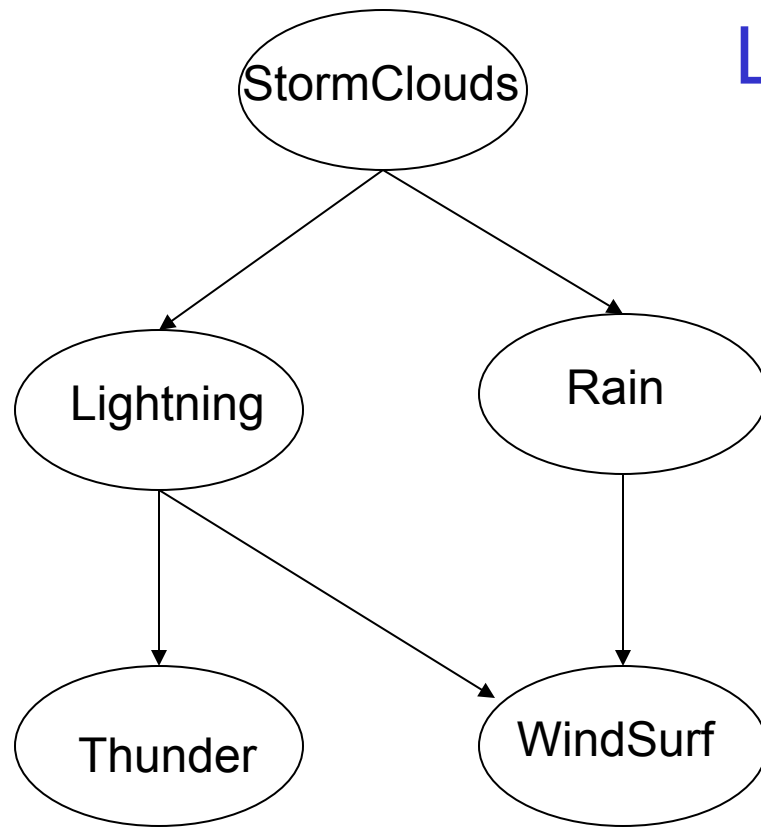 L
StormClouds
Lightning
Rain
Thunder
WindSurf